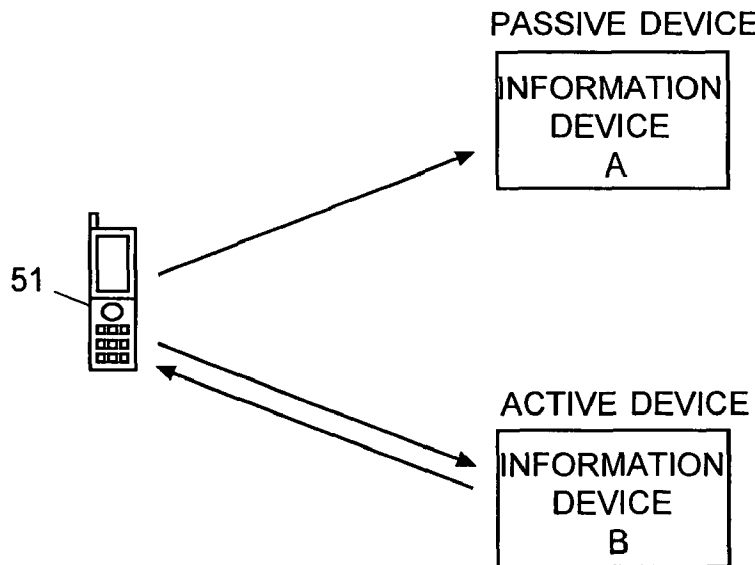 PASSIVE DEVICE
INFORMATION
DEVICE
A
51
ACTIVE DEVICE
INFORMATION
DEVICE
B